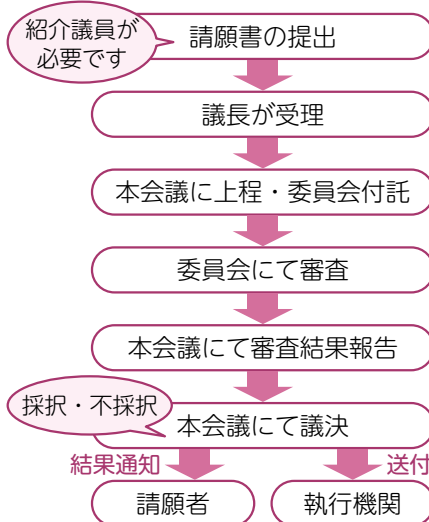 紹介議員が
必要です
請願書の提出
議長が受理
本会議に上程・委員会付託
委員会にて審査
本会議にて審査結果報告
採択・不採択
本会議にて議決
結果通知
送付
請願者
執行機関